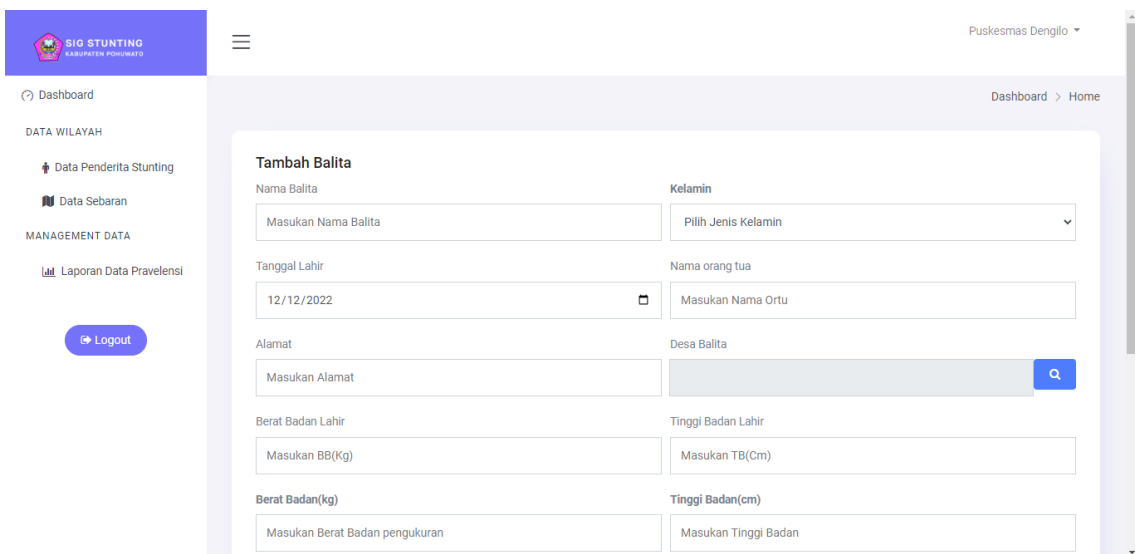 SIG STUNTING
KABUPATEN POHUWATO
Puskesmas Dengilo
Dashboard
Dashboard > Home
DATA WILAYAH
Data Penderita Stunting
Data Sebaran
MANAGEMENT DATA
Laporan Data Pravelensi
Logout
Tambah Balita
Nama Balita
Masukan Nama Balita
Kelamin
Pilih Jenis Kelamin
Tanggal Lahir
12/12/2022
Nama orang tua
Masukan Nama Ortu
Alamat
Masukan Alamat
Desa Balita
Berat Badan Lahir
Masukan BB(Kg)
Tinggi Badan Lahir
Masukan TB(Cm)
Berat Badan(kg)
Masukan Berat Badan pengukuran
Tinggi Badan(cm)
Masukan Tinggi Badan